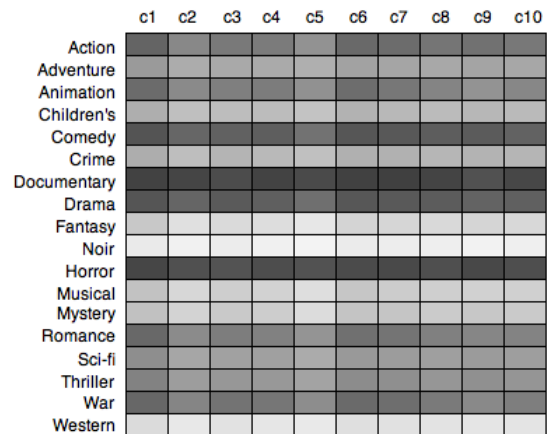 c1 c2 c3 c4 c5 c6 c7 c8 c9 c10
Action
Adventure
Animation
Children's
Comedy
Crime
Documentary
Drama
Fantasy
Noir
Horror
Musical
Mystery
Romance
Sci-fi
Thriller
War
Western